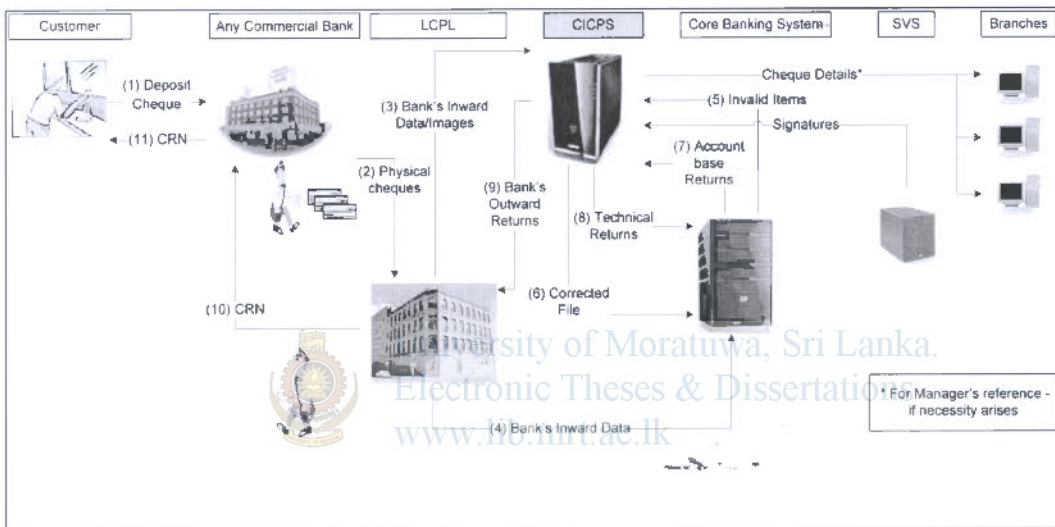 Customer
Any Commercial Bank
LCPL
CICPS
Core Banking System
SVS
Branches
(1) Deposit
Cheque
(11) CRN
(2) Physical
cheques
(3) Bank's Inward
Data/Images
(9) Bank's
Outward
Returns
Cheque Details*
(5) Invalid Items
Signatures
(7) Account
base
Returns
(8) Technical
Returns
(6) Corrected
File
(10) CRN
(4) Bank's Inward Data
* For Manager's reference -
if necessity arises
University of Moratuwa, Sri Lanka.
Electronic Theses & Dissertations
www.lib.mrt.ac.lk